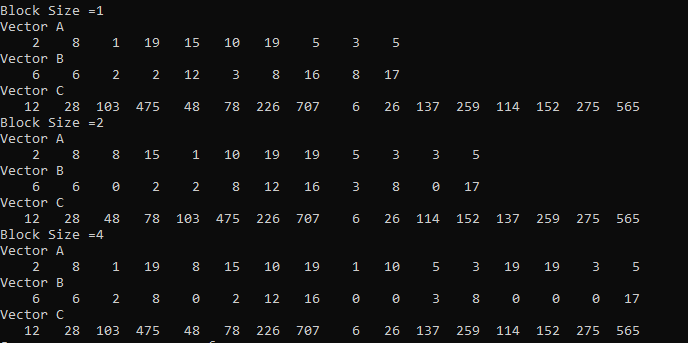 Block Size =1
Vector A
2 8 1 19 15 10 19 5 3 5
Vector B
6 6 2 2 12 3 8 16 8 17
Vector C
12 28 103 475 48 78 226 707 6 26 137 259 114 152 275 565
Block Size =2
Vector A
2 8 8 15 1 10 19 19 5 3 3 5
Vector B
6 6 0 2 2 8 12 16 3 8 0 17
Vector C
12 28 48 78 103 475 226 707 6 26 114 152 137 259 275 565
Block Size =4
Vector A
2 8 1 19 8 15 10 19 1 10 5 3 19 19 3 5
Vector B
6 6 2 8 0 2 12 16 0 0 3 8 0 0 0 17
Vector C
12 28 103 475 48 78 226 707 6 26 137 259 114 152 275 565